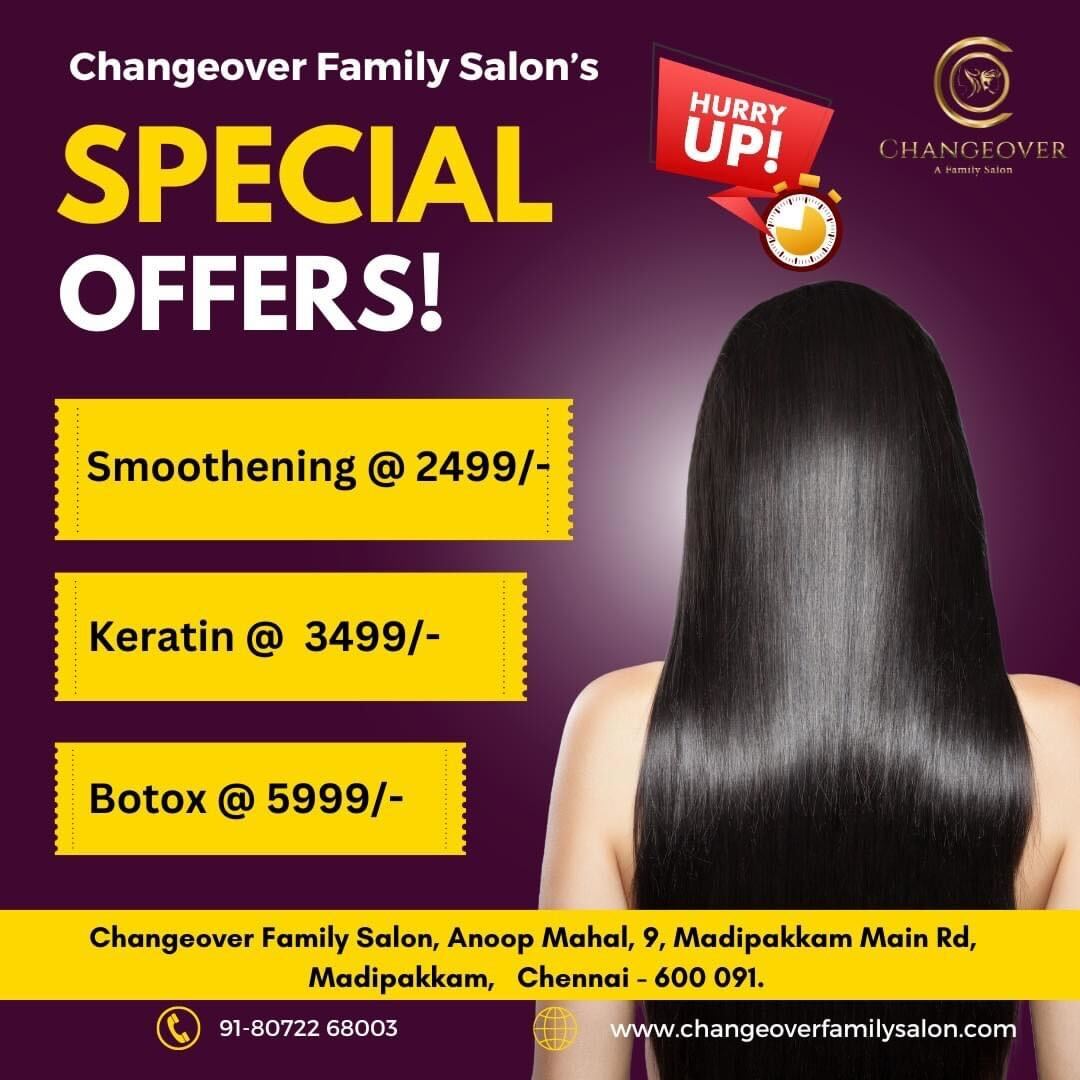 Changeover Family Salon's
SPECIAL
OFFERS!
HURRY
UP!
CHANGEOVER
A Family Salon
Smoothening @ 2499/-
Keratin @ 3499/-
Botox @ 5999/-
Changeover Family Salon, Anoop Mahal, 9, Madipakkam Main Rd,
Madipakkam, Chennai - 600 091.
91-80722 68003
www.changeoverfamilysalon.com